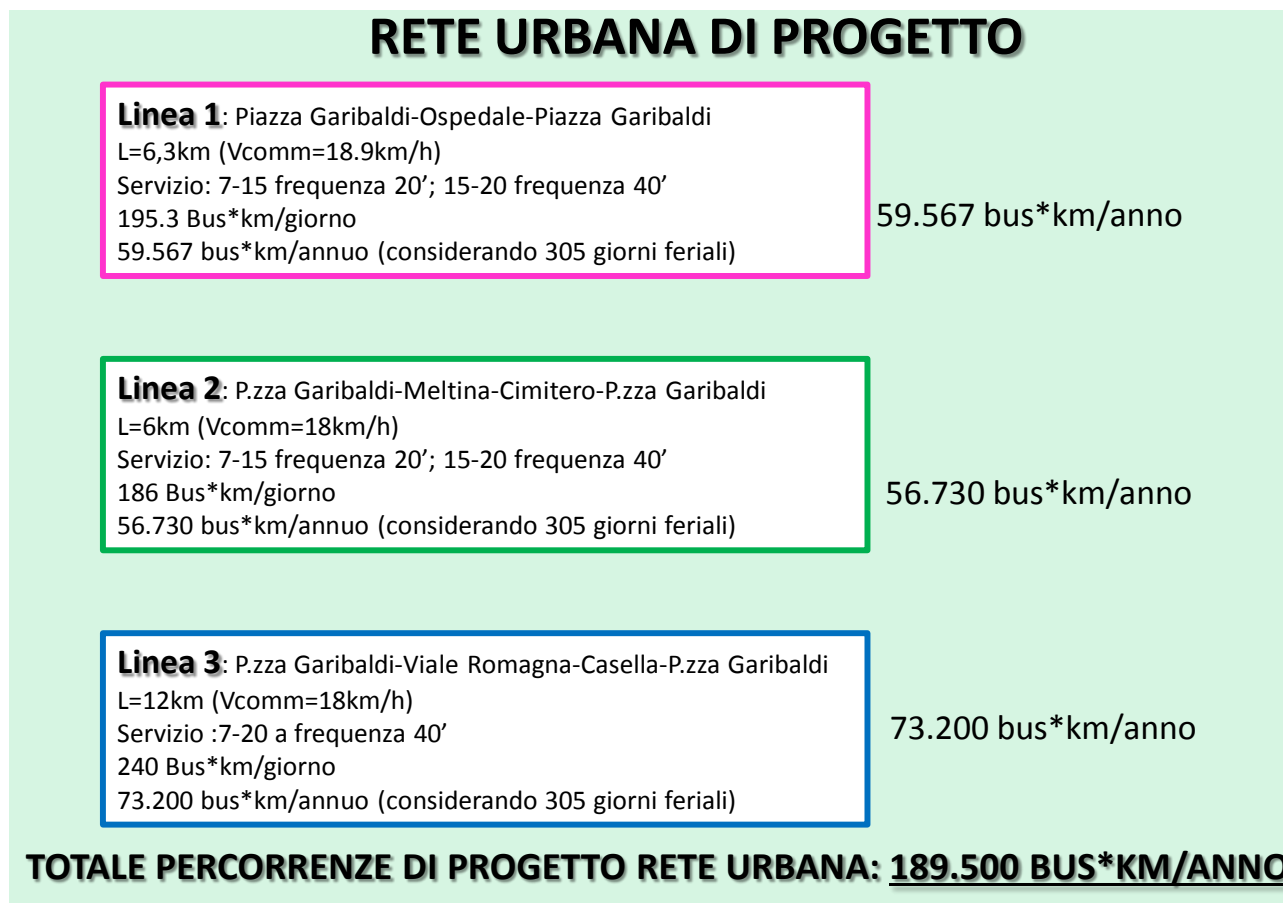 RETE URBANA DI PROGETTO
Linea 1: Piazza Garibaldi-Ospedale-Piazza Garibaldi
L=6,3km (Vcomm=18.9km/h)
Servizio: 7-15 frequenza 20’; 15-20 frequenza 40’
195.3 Bus*km/giorno
59.567 bus*km/annuo (considerando 305 giorni feriali)
59.567 bus*km/anno
Linea 2: P.zza Garibaldi-Meltina-Cimitero-P.zza Garibaldi
L=6km (Vcomm=18km/h)
Servizio: 7-15 frequenza 20’; 15-20 frequenza 40’
186 Bus*km/giorno
56.730 bus*km/annuo (considerando 305 giorni feriali)
56.730 bus*km/anno
Linea 3: P.zza Garibaldi-Viale Romagna-Casella-P.zza Garibaldi
L=12km (Vcomm=18km/h)
Servizio :7-20 a frequenza 40’
240 Bus*km/giorno
73.200 bus*km/annuo (considerando 305 giorni feriali)
73.200 bus*km/anno
TOTALE PERCORRENZE DI PROGETTO RETE URBANA: 189.500 BUS*KM/ANNO